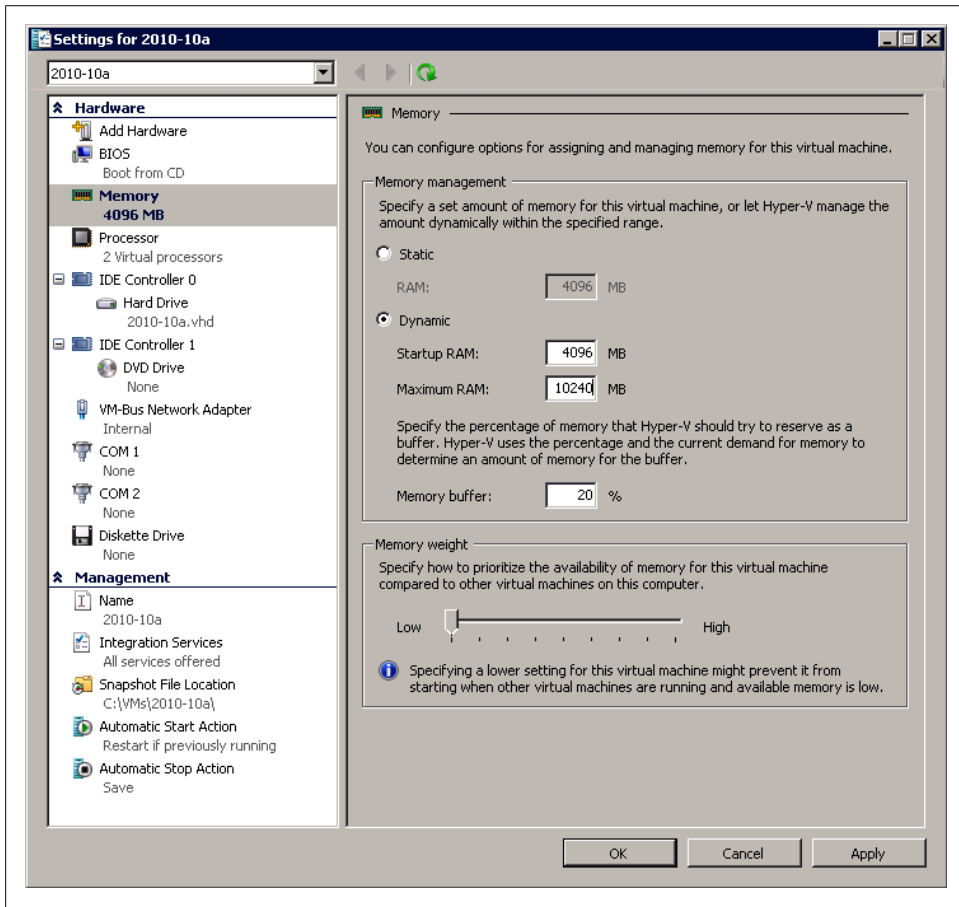 Settings for 2010-10a
2010-10a
Hardware
Add Hardware
BIOS
Boot from CD
Memory
4096 MB
Processor
2 Virtual processors
IDE Controller 0
Hard Drive
2010-10a.vhd
IDE Controller 1
DVD Drive
None
VM-Bus Network Adapter
Internal
COM 1
None
COM 2
None
Diskette Drive
None
Management
Name
2010-10a
Integration Services
All services offered
Snapshot File Location
C:\VMs\2010-10a\
Automatic Start Action
Restart if previously running
Automatic Stop Action
Save
Memory
You can configure options for assigning and managing memory for this virtual machine.
Memory management
Specify a set amount of memory for this virtual machine, or let Hyper-V manage the
amount dynamically within the specified range.
Static
RAM: 4096 MB
Dynamic
Startup RAM: 4096 MB
Maximum RAM: 10240 MB
Specify the percentage of memory that Hyper-V should try to reserve as a
buffer. Hyper-V uses the percentage and the current demand for memory to
determine an amount of memory for the buffer.
Memory buffer: 20 %
Memory weight
Specify how to prioritize the availability of memory for this virtual machine
compared to other virtual machines on this computer.
Low High
Specifying a lower setting for this virtual machine might prevent it from
starting when other virtual machines are running and available memory is low.
OK Cancel Apply